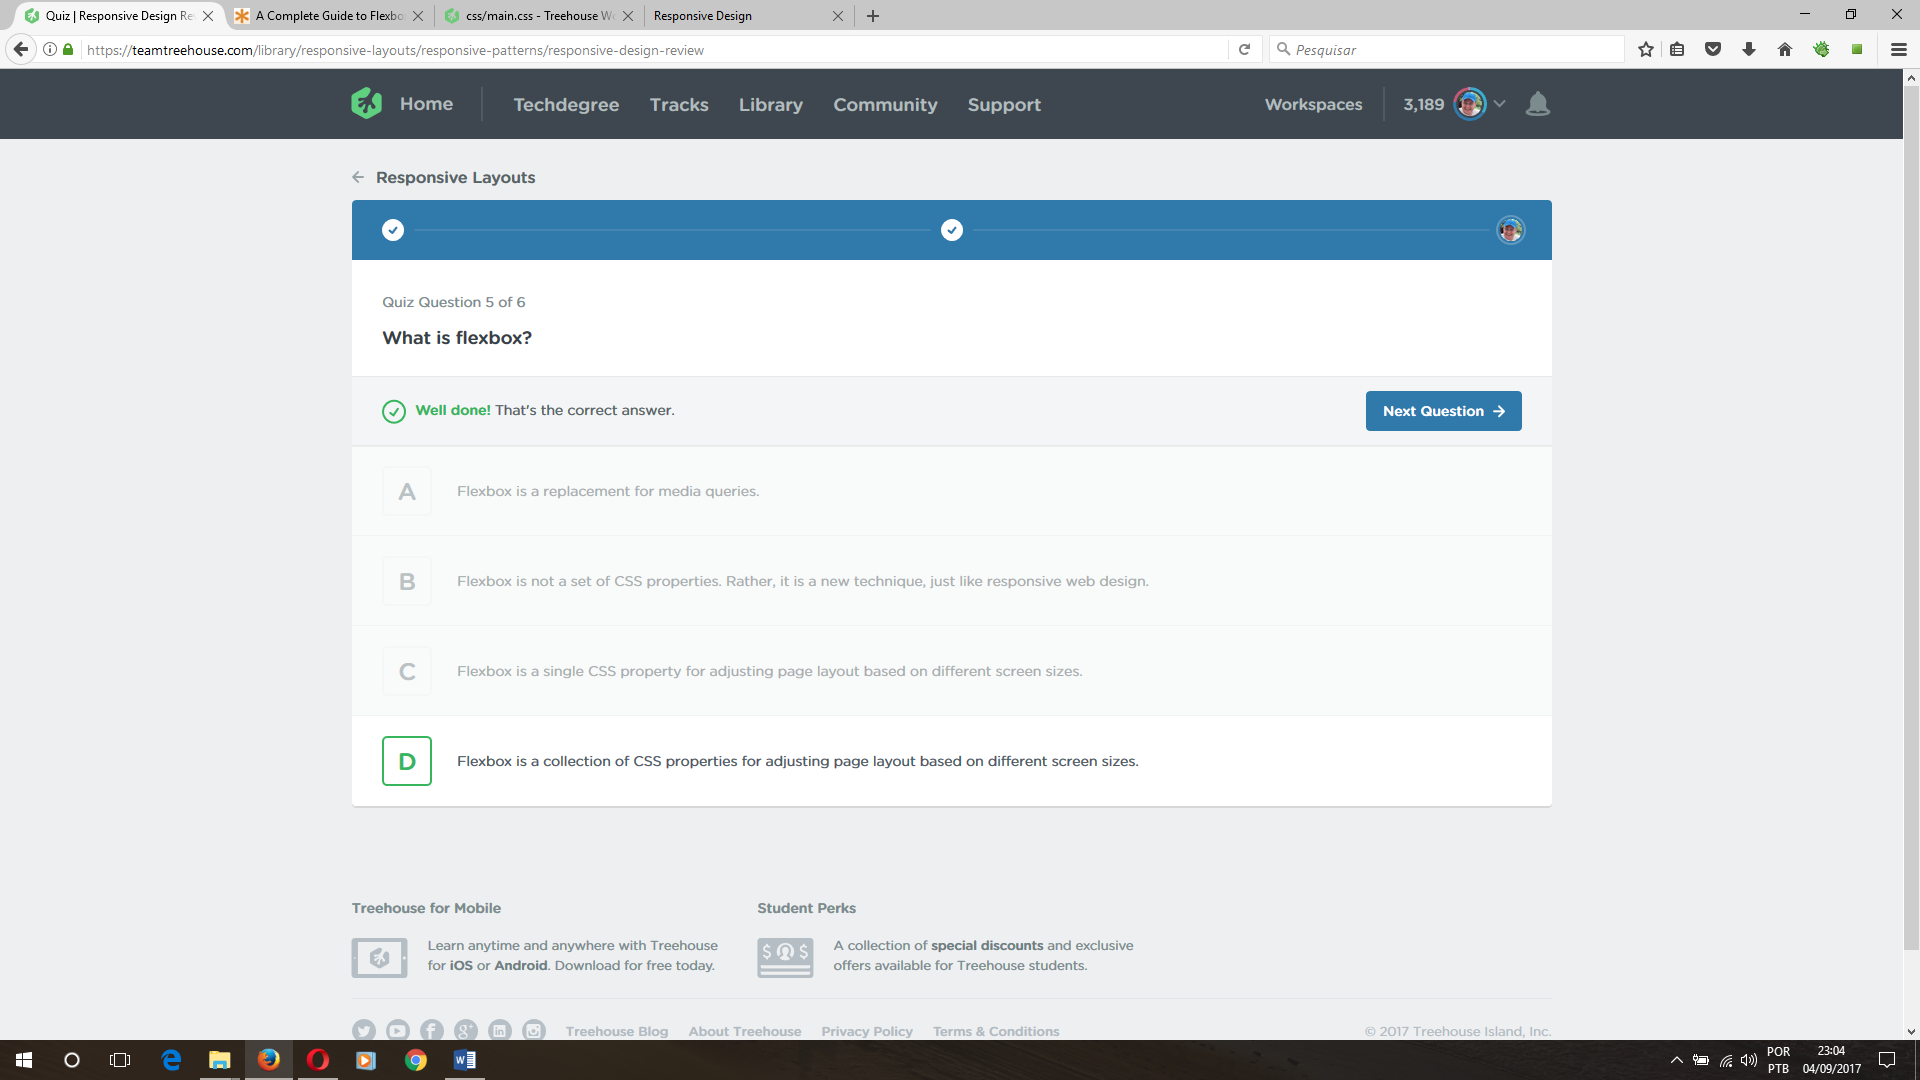 Quiz | Responsive Design Re
A Complete Guide to Flexbo
css/main.css - Treehouse Wo
Responsive Design
https://teamtreehouse.com/library/responsive-layouts/responsive-patterns/responsive-design-review
Pesquisar
Home Techdegree Tracks Library Community Support Workspaces 3,189
Responsive Layouts
Quiz Question 5 of 6
What is flexbox?
Well done! That's the correct answer.
Next Question
A Flexbox is a replacement for media queries.
B Flexbox is not a set of CSS properties. Rather, it is a new technique, just like responsive web design.
C Flexbox is a single CSS property for adjusting page layout based on different screen sizes.
D Flexbox is a collection of CSS properties for adjusting page layout based on different screen sizes.
Treehouse for Mobile
Learn anytime and anywhere with Treehouse
for iOS or Android. Download for free today.
Student Perks
A collection of special discounts and exclusive
offers available for Treehouse students.
Treehouse Blog About Treehouse Privacy Policy Terms & Conditions © 2017 Treehouse Island, Inc.
POR
PTB
23:04
04/09/2017